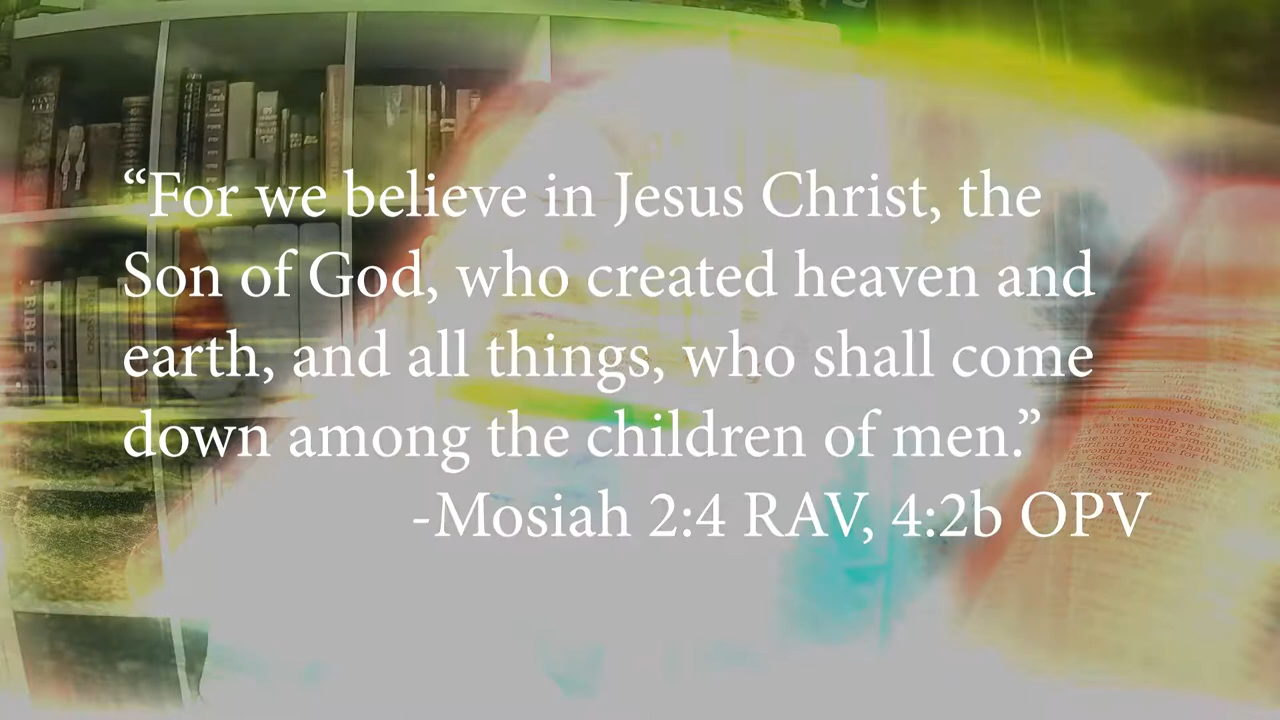 “For we believe in Jesus Christ, the
Son of God, who created heaven and
earth, and all things, who shall come
down among the children of men.”
-Mosiah 2:4 RAV, 4:2b OPV
BIBLE